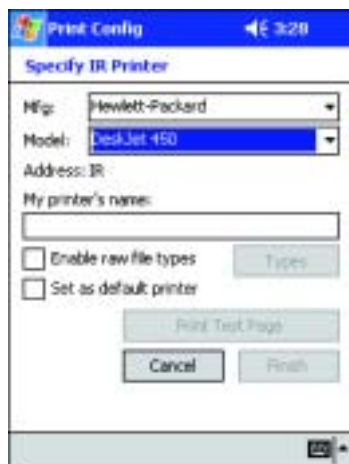 Print Config 3:28
Specify IR Printer
Mfg: Hewlett-Packard
Model: DeskJet 450
Address: IR
My printer's name:
Enable raw file types Types
Set as default printer
Print Test Page
Cancel Finish